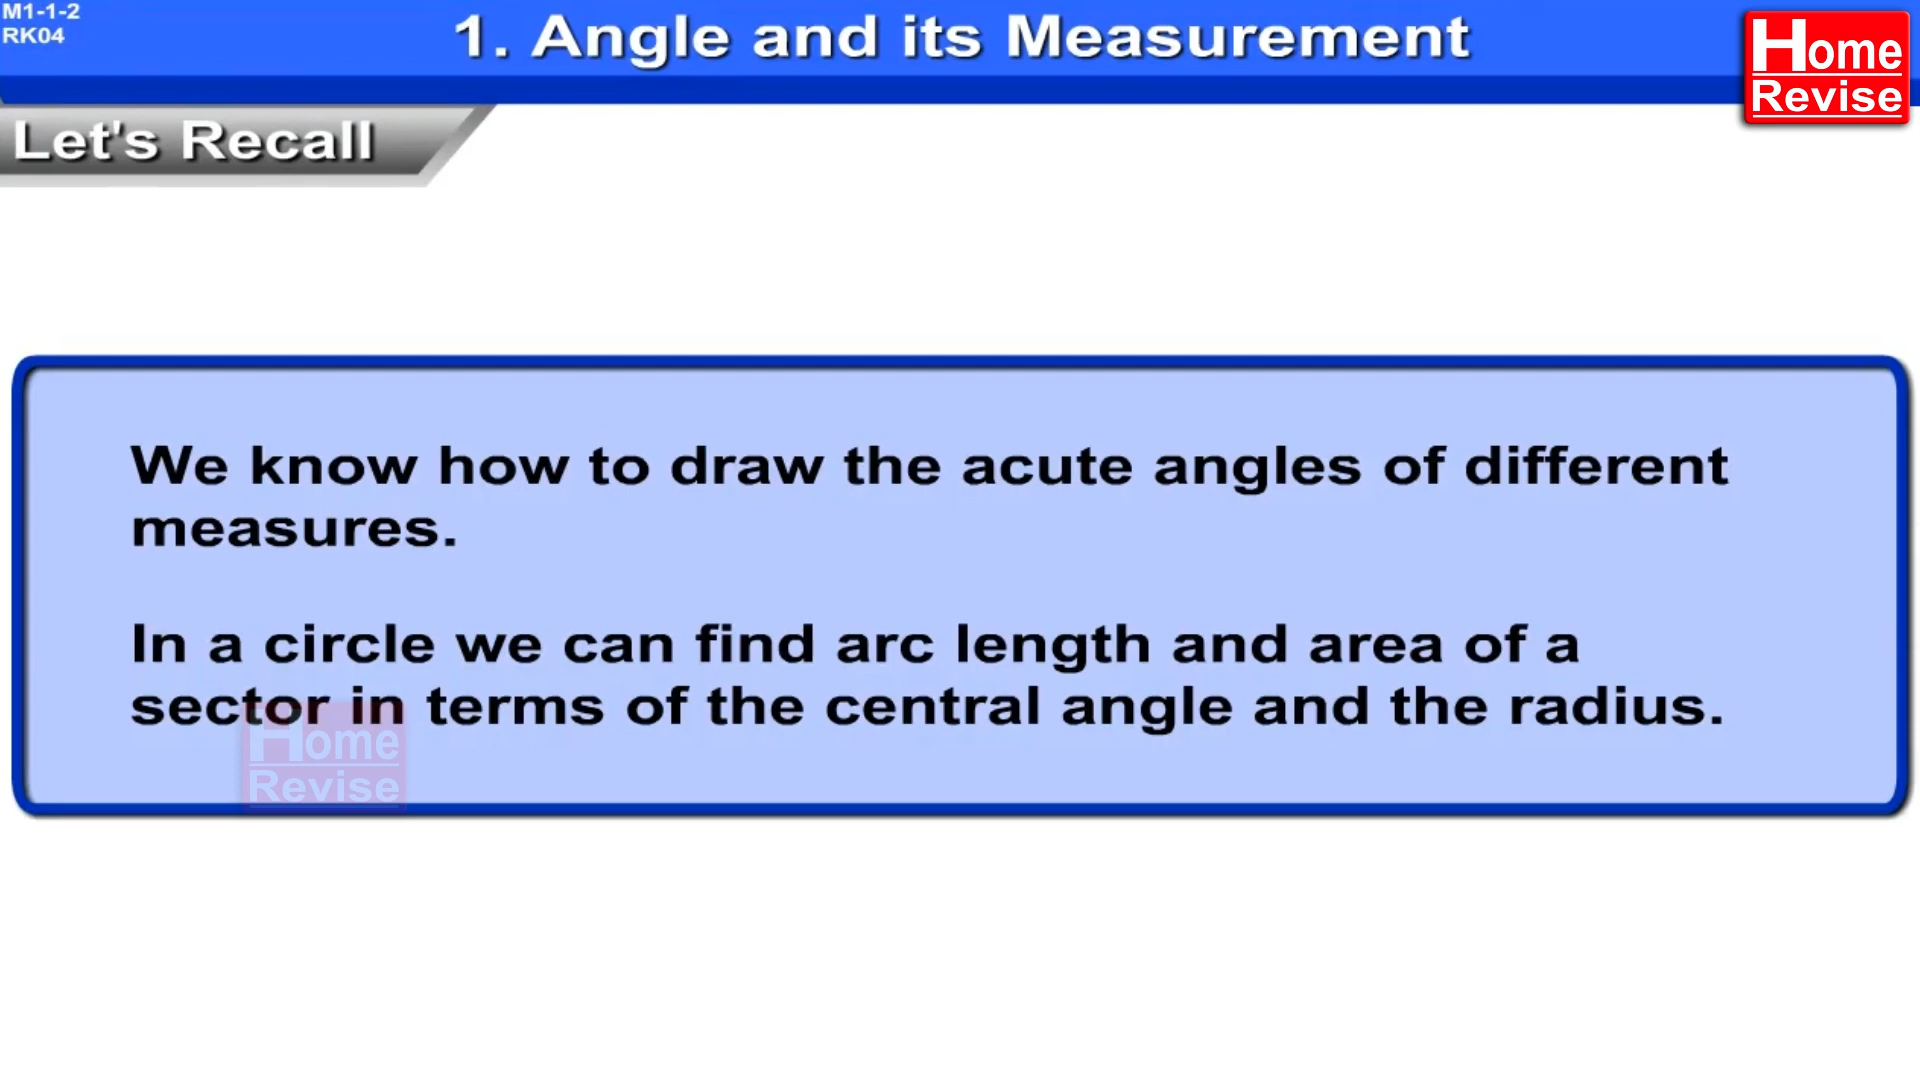 M1-1-2
RK04
1. Angle and its Measurement
Home
Revise
Let's Recall
We know how to draw the acute angles of different
measures.
In a circle we can find arc length and area of a
sector in terms of the central angle and the radius.
Home
Revise